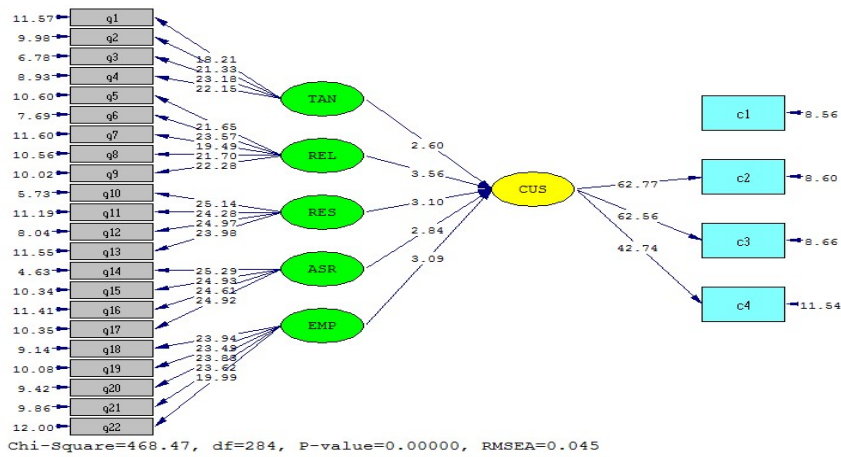 11.57 q1
9.98 q2
6.78 q3
8.93 q4
10.60 q5
7.69 q6
11.60 q7
10.56 q8
10.02 q9
5.73 q10
11.19 q11
8.04 q12
11.55 q13
4.63 q14
10.34 q15
11.41 q16
10.35 q17
9.14 q18
10.08 q19
9.42 q20
9.86 q21
12.00 q22
18.21
21.33
23.18
22.15
21.65
23.57
19.49
21.70
22.28
25.14
24.28
24.97
23.98
25.29
24.93
24.61
24.92
23.94
23.49
23.62
19.99
TAN
REL
RES
ASR
EMP
2.60
3.56
3.10
2.84
3.09
CUS
62.77
62.56
42.74
c1 8.56
c2 8.60
c3 8.66
c4 11.54
Chi-Square=468.47, df=284, P-value=0.00000, RMSEA=0.045